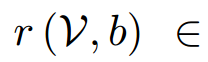 r (𝒱, b) ∈